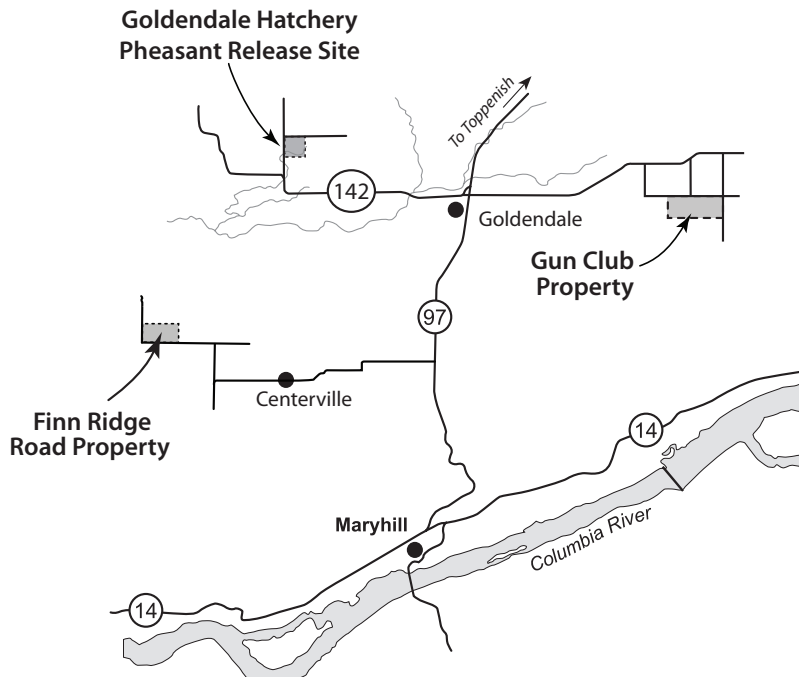 Goldendale Hatchery
Pheasant Release Site
To Toppenish
142
Goldendale
Gun Club
Property
97
Centerville
Finn Ridge
Road Property
14
Maryhill
Columbia River
14